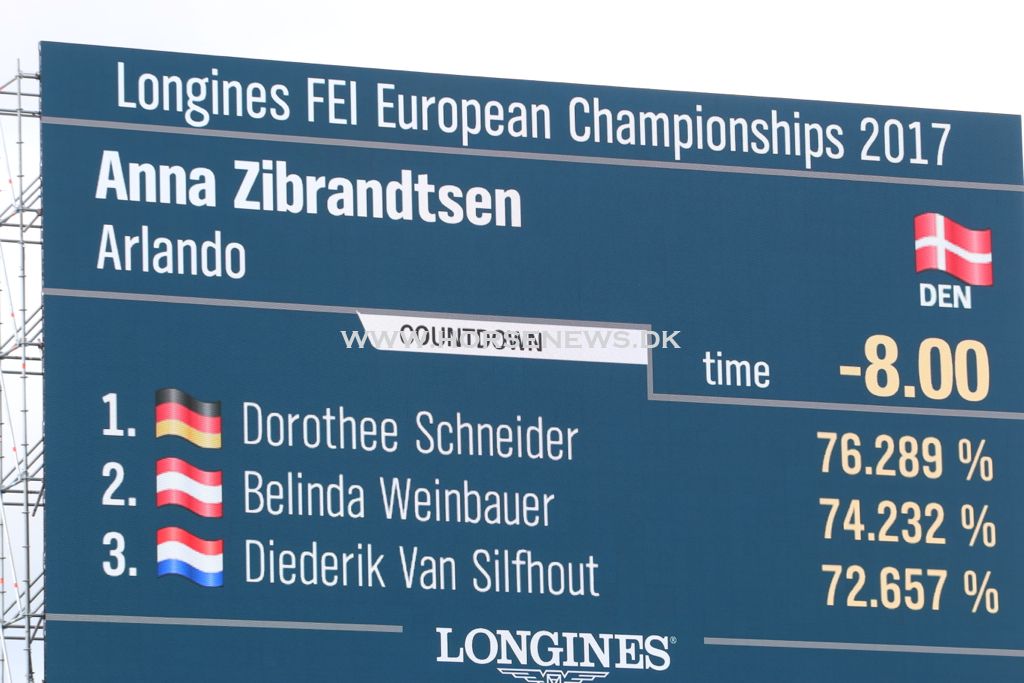 Longines FEI European Championships 2017
Anna Zibrandtsen
Arlando
DEN
COUNTDOWN
WWW.HORSENEWS.DK
time -8.00
1. Dorothee Schneider 76.289 %
2. Belinda Weinbauer 74.232 %
3. Diederik Van Silfhout 72.657 %
LONGINES®